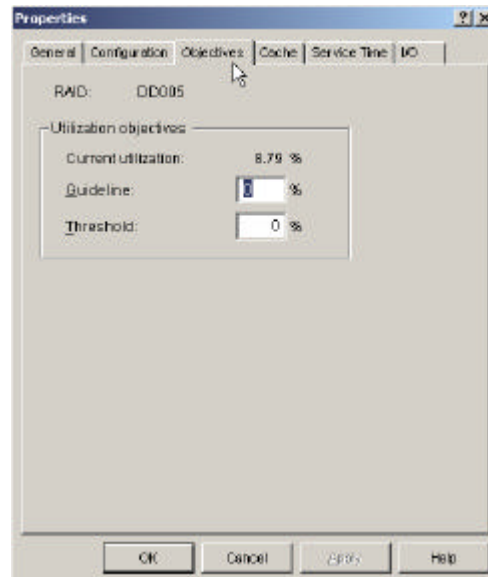 Properties
General Configuration Objectives Cache Service Time I/O
RAID: DD005
Utilization objectives
Current utilization: 8.79 %
Guideline: 0 %
Threshold: 0 %
OK Cancel Apply Help